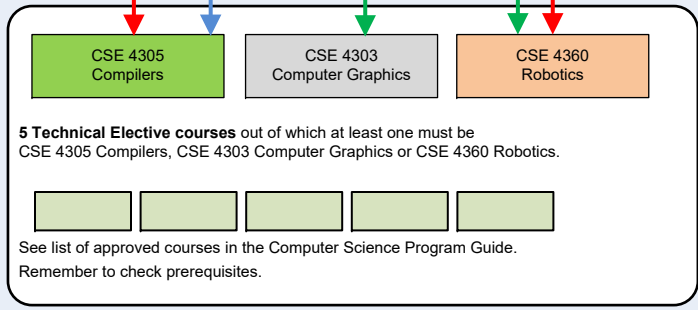 CSE 4305
Compilers
CSE 4303
Computer Graphics
CSE 4360
Robotics
5 Technical Elective courses out of which at least one must be
CSE 4305 Compilers, CSE 4303 Computer Graphics or CSE 4360 Robotics.
See list of approved courses in the Computer Science Program Guide.
Remember to check prerequisites.